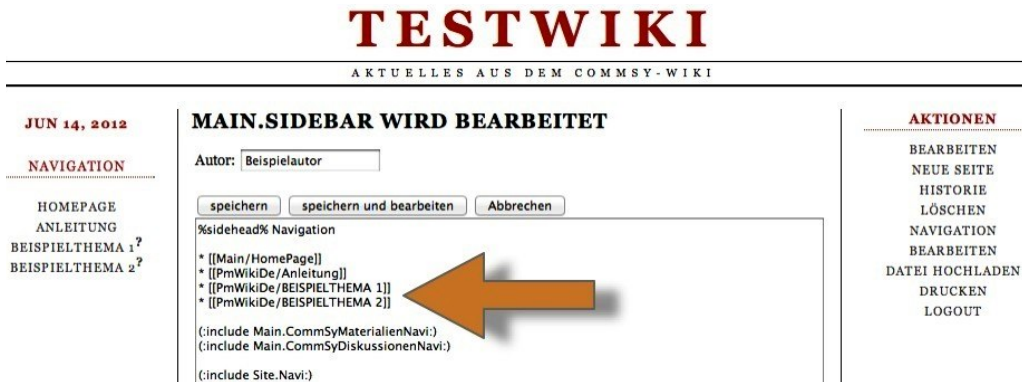 TESTWIKI
AKTUELLES AUS DEM COMMSY-WIKI
JUN 14, 2012
NAVIGATION
HOMEPAGE
ANLEITUNG
BEISPIELTHEMA 1?
BEISPIELTHEMA 2?
MAIN.SIDEBAR WIRD BEARBEITET
Autor: Beispielautor
speichern speichern und bearbeiten Abbrechen
%sidehead% Navigation
* [[Main/HomePage]]
* [[PmWikiDe/Anleitung]]
* [[PmWikiDe/BEISPIELTHEMA 1]]
* [[PmWikiDe/BEISPIELTHEMA 2]]
(:include Main.CommSyMaterialienNavi:)
(:include Main.CommSyDiskussionenNavi:)
(:include Site.Navi:)
AKTIONEN
BEARBEITEN
NEUE SEITE
HISTORIE
LÖSCHEN
NAVIGATION
BEARBEITEN
DATEI HOCHLADEN
DRUCKEN
LOGOUT